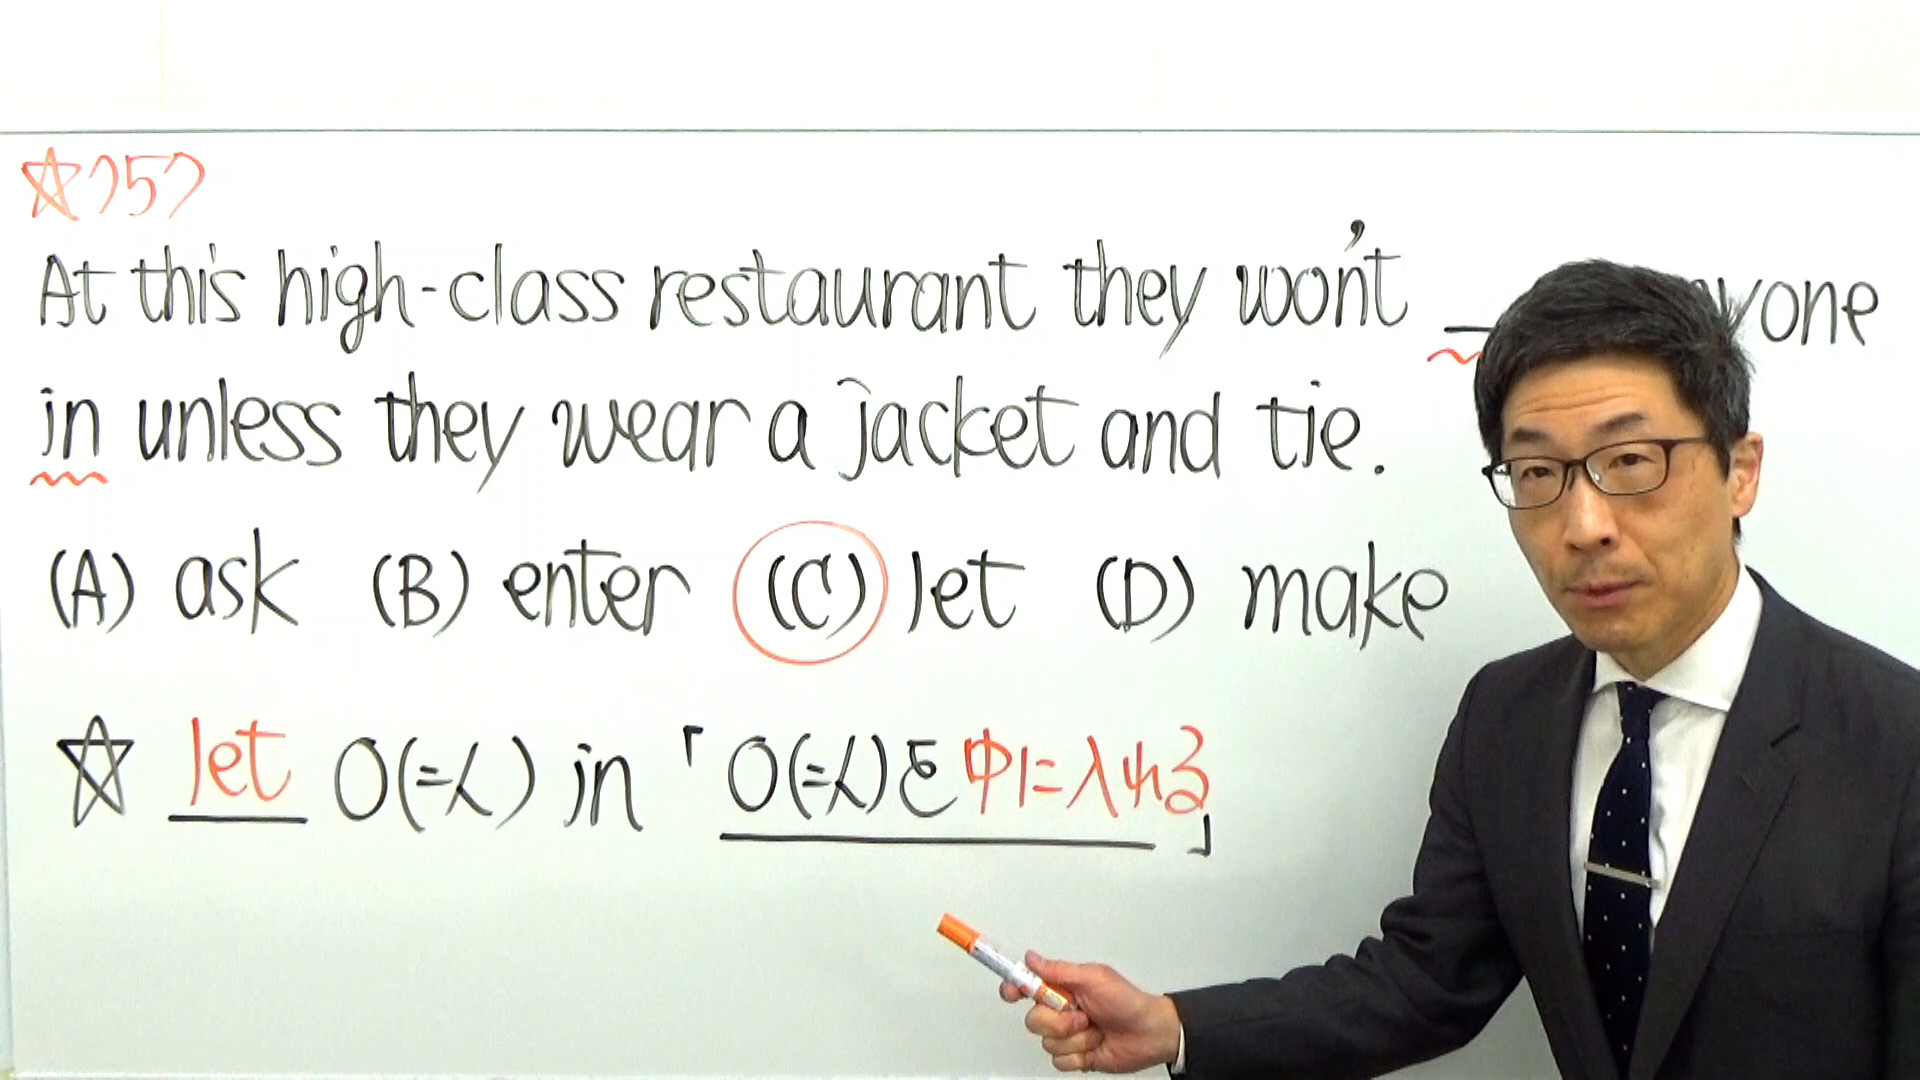 ☆757
At this high-class restaurant they won't _ yone
in unless they wear a jacket and tie.
(A) ask (B) enter (C) let (D) make
☆ let O(=人) in「O(=人)を中に入れる」